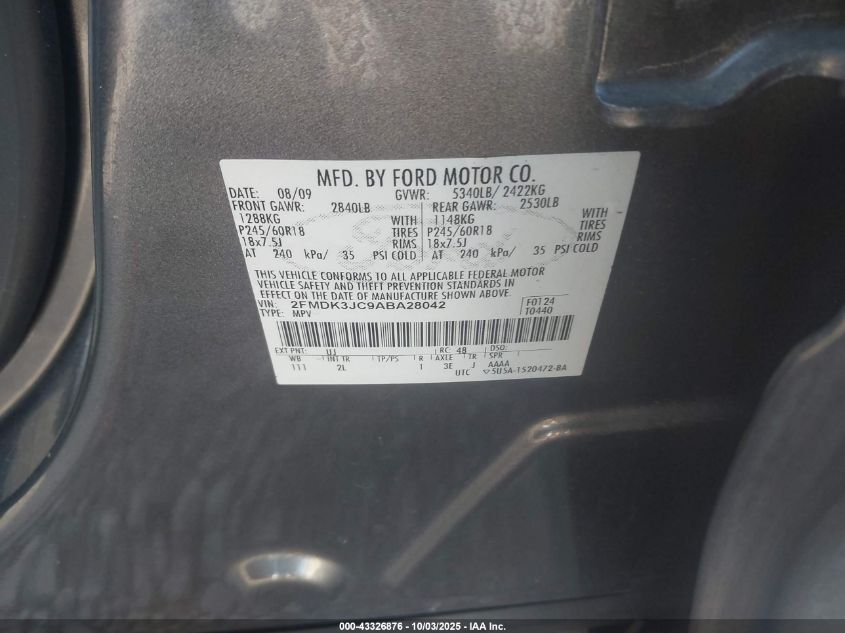 MFD. BY FORD MOTOR CO.
DATE: 08/09 GVWR: 5340LB/ 2422KG
FRONT GAWR: 2840LB REAR GAWR: 2530LB
1288KG WITH 1148KG WITH
P245/60R18 TIRES P245/60R18 TIRES
18x7.5J RIMS 18x7.5J RIMS
AT 240 kPa/ 35 PSI COLD AT 240 kPa/ 35 PSI COLD
THIS VEHICLE CONFORMS TO ALL APPLICABLE FEDERAL MOTOR
VEHICLE SAFETY AND THEFT PREVENTION STANDARDS IN
EFFECT ON THE DATE OF MANUFACTURE SHOWN ABOVE.
VIN: 2FMDK3JC9ABA28042 F0124
TYPE: MPV T0440
EXT PNT: UJ RC: 48 DSO:
WB INT TR TP/PS R AXLE TR SPR
111 2L 1 3E J AAAA
UTC ▽5U5A-1520472-BA
000-43326876 - 10/03/2025 - IAA Inc.